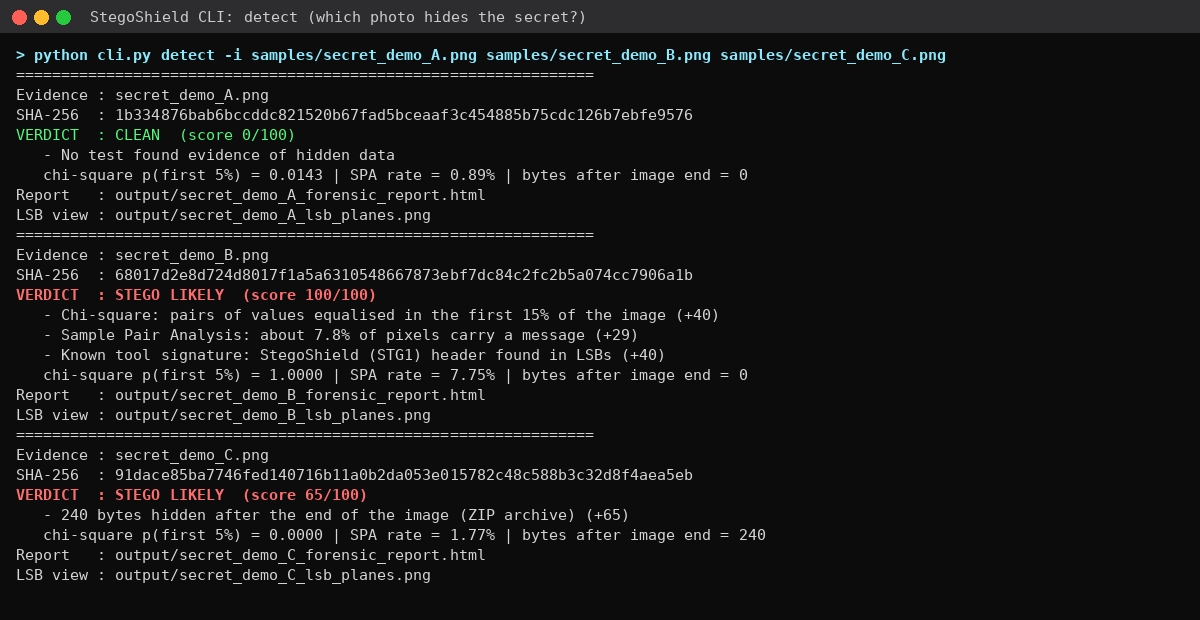 StegoShield CLI: detect (which photo hides the secret?)
> python cli.py detect -i samples/secret_demo_A.png samples/secret_demo_B.png samples/secret_demo_C.png
================================================================
Evidence : secret_demo_A.png
SHA-256  : 1b334876bab6bccddc821520b67fad5bceaaf3c454885b75cdc126b7ebfe9576
VERDICT  : CLEAN  (score 0/100)
   - No test found evidence of hidden data
   chi-square p(first 5%) = 0.0143 | SPA rate = 0.89% | bytes after image end = 0
Report   : output/secret_demo_A_forensic_report.html
LSB view : output/secret_demo_A_lsb_planes.png
================================================================
Evidence : secret_demo_B.png
SHA-256  : 68017d2e8d724d8017f1a5a6310548667873ebf7dc84c2fc2b5a074cc7906a1b
VERDICT  : STEGO LIKELY  (score 100/100)
   - Chi-square: pairs of values equalised in the first 15% of the image (+40)
   - Sample Pair Analysis: about 7.8% of pixels carry a message (+29)
   - Known tool signature: StegoShield (STG1) header found in LSBs (+40)
   chi-square p(first 5%) = 1.0000 | SPA rate = 7.75% | bytes after image end = 0
Report   : output/secret_demo_B_forensic_report.html
LSB view : output/secret_demo_B_lsb_planes.png
================================================================
Evidence : secret_demo_C.png
SHA-256  : 91dace85ba7746fed140716b11a0b2da053e015782c48c588b3c32d8f4aea5eb
VERDICT  : STEGO LIKELY  (score 65/100)
   - 240 bytes hidden after the end of the image (ZIP archive) (+65)
   chi-square p(first 5%) = 0.0000 | SPA rate = 1.77% | bytes after image end = 240
Report   : output/secret_demo_C_forensic_report.html
LSB view : output/secret_demo_C_lsb_planes.png